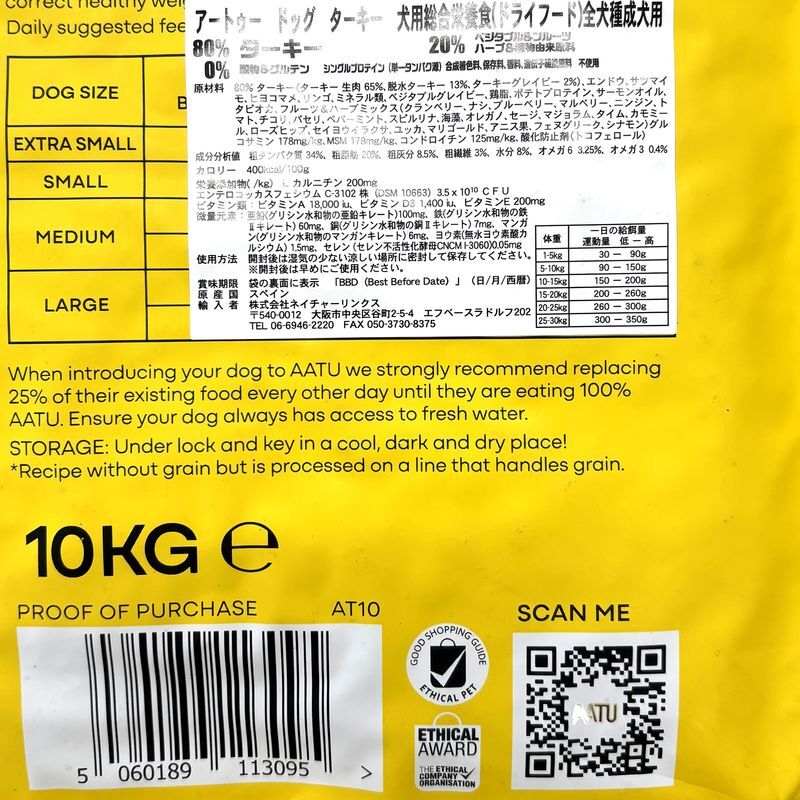 correct healthy wei
Daily suggested fee
DOG SIZE
B
EXTRA SMALL
SMALL
MEDIUM
LARGE
アートゥー ドッグ ターキー 犬用総合栄養食(ドライフード)全犬種成犬用
80% ターキー 20% ベジタブル&フルーツ
ハーブ&植物由来原料
0% 穀物&グルテン シングルプロテイン(単一タンパク源) 合成着色料、保存料、香料、遺伝子組換原料 不使用
原材料 80% ターキー(ターキー 生肉 65%、脱水ターキー 13%、ターキーグレイビー 2%)、エンドウ、サツマイ
モ、ヒヨコマメ、リンゴ、ミネラル類、ベジタブルグレイビー、鶏脂、ポテトプロテイン、サーモンオイル、
タピオカ、フルーツ&ハーブミックス(クランベリー、ナシ、ブルーベリー、マルベリー、ニンジン、ト
マト、チコリ、パセリ、ペパーミント、スピルリナ、海藻、オレガノ、セージ、マジョラム、タイム、カモミー
ル、ローズヒップ、セイヨウイラクサ、ユッカ、マリゴールド、アニス果、フェヌグリーク、シナモン)グル
コサミン 178mg/kg、MSM 178mg/kg、コンドロイチン 125mg/kg、酸化防止剤(トコフェロール)
成分分析値 粗タンパク質 34%、粗脂肪 20%、粗灰分 8.5%、粗繊維 3%、水分 8%、オメガ6 3.25%、オメガ3 0.4%
カロリー 400kcal/100g
栄養添加物(/kg) L カルニチン 200mg
エンテロコッカスフェシウム C-3102 株 (DSM 10663) 3.5 x 10¹⁰ CFU
ビタミン類:ビタミンA 18,000 iu、ビタミン D3 1,400 iu、ビタミンE 200mg
微量元素:亜鉛(グリシン水和物の亜鉛キレート)100mg、鉄(グリシン水和物の鉄
Ⅱキレート) 60mg、銅(グリシン水和物の銅Ⅱキレート) 7mg、マンガ
ン(グリシン水和物のマンガンキレート) 6mg、ヨウ素(無水ヨウ素酸カ
ルシウム) 1.5mg、セレン (セレン不活性化酵母CNCM I-3060)0.05mg
使用方法 開封後は湿気の少ない涼しい場所に密封して保存してください。
※開封後は早めにご使用ください。
賞味期限 袋の裏面に表示 「BBD (Best Before Date)」 (日/月/西暦)
原産国 スペイン
輸入者 株式会社ネイチャーリンクス
〒540-0012 大阪市中央区谷町2-5-4 エフベースラドルフ202
TEL 06-6946-2220 FAX 050-3730-8375
体重 一日の給餌量
運動量 低 ー 高
1-5kg 30 ー 90g
5-10kg 90 ー 150g
10-15kg 150 ー 200g
15-20kg 200 ー 260g
20-25kg 260 ー 300g
25-30kg 300 ー 350g
When introducing your dog to AATU we strongly recommend replacing
25% of their existing food every other day until they are eating 100%
AATU. Ensure your dog always has access to fresh water.
STORAGE: Under lock and key in a cool, dark and dry place!
*Recipe without grain but is processed on a line that handles grain.
10KG ℮
PROOF OF PURCHASE AT10
5 060189 113095 >
GOOD SHOPPING GUIDE
ETHICAL PET
ETHICAL
AWARD
THE ETHICAL
COMPANY
ORGANISATION
SCAN ME
AATU